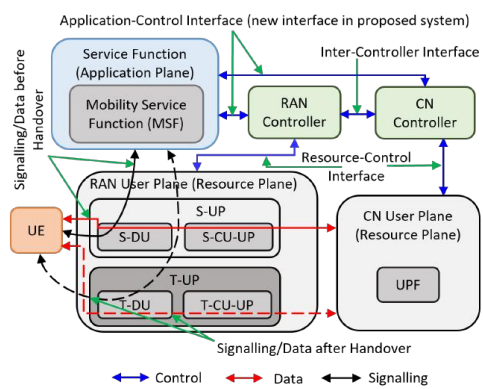 Application-Control Interface (new interface in proposed system)
Signalling/Data before
Handover
Service Function
(Application Plane)
Mobility Service
Function (MSF)
Inter-Controller Interface
RAN
Controller
CN
Controller
Resource-Control
Interface
RAN User Plane (Resource Plane)
S-UP
S-DU
S-CU-UP
UE
T-UP
T-DU
T-CU-UP
CN User Plane
(Resource Plane)
UPF
Signalling/Data after Handover
Control
Data
Signalling